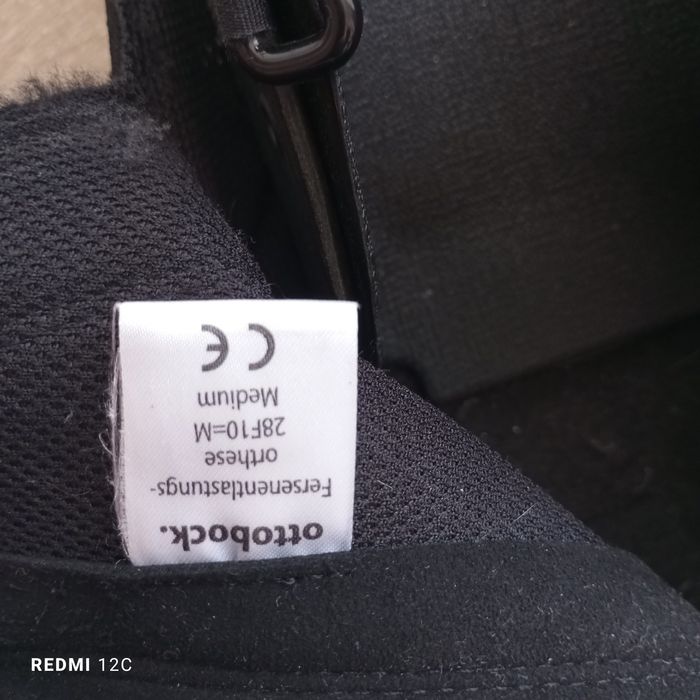 ottobock.
Fersenentlastungs-
orthese
28F10=M
Medium
CE
REDMI 12C